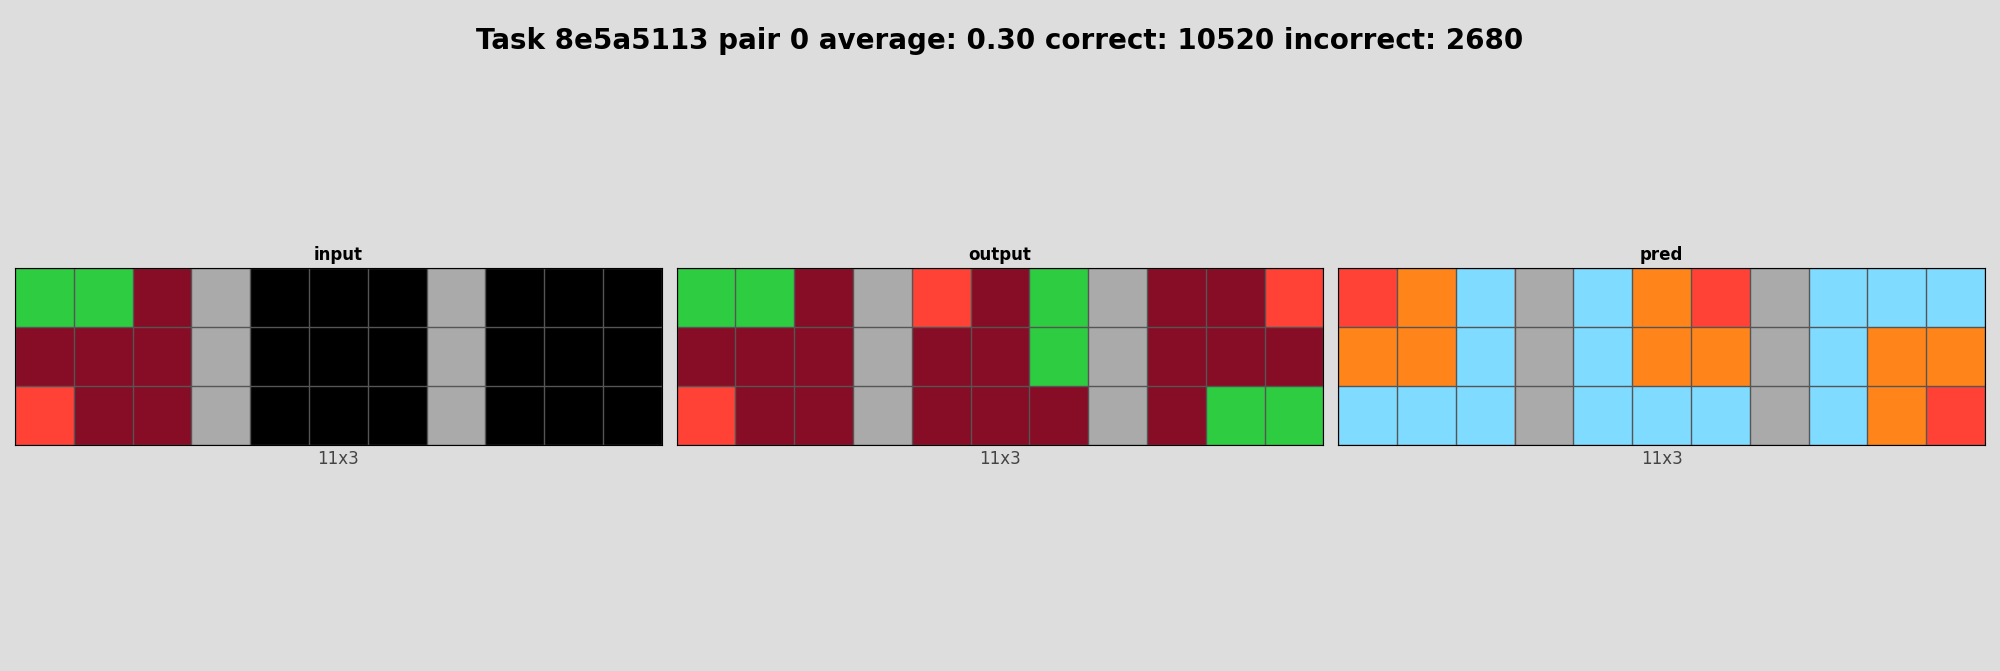 Task 8e5a5113 pair 0 average: 0.30 correct: 10520 incorrect: 2680
input
output
pred
11x3
11x3
11x3